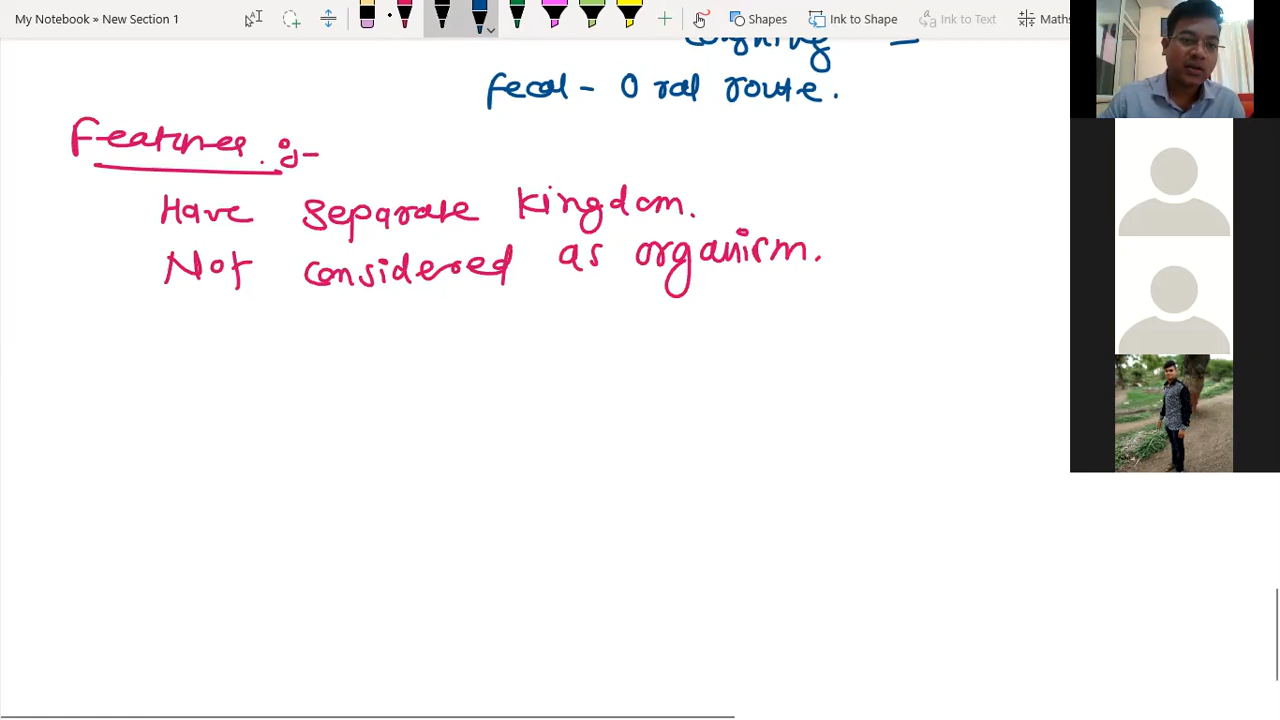 My Notebook » New Section 1
Shapes
Ink to Shape
Ink to Text
Maths
coughing -
fecal - Oral route.
Features :-
Have separate kingdom.
Not considered as organism.